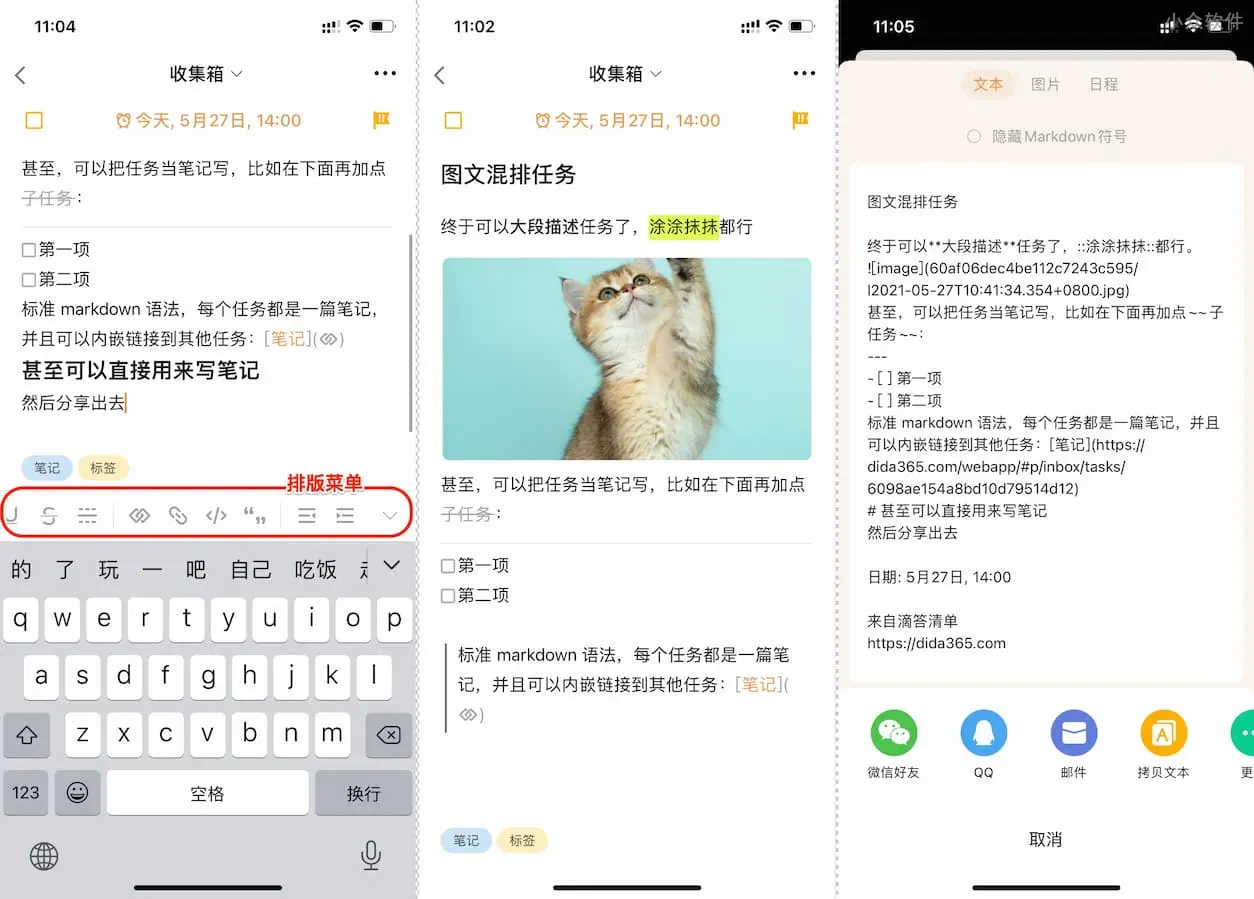 11:04
收集箱
今天, 5月27日, 14:00
甚至，可以把任务当笔记写，比如在下面再加点
子任务：
第一项
第二项
标准 markdown 语法，每个任务都是一篇笔记，
并且可以内嵌链接到其他任务：[笔记]()
甚至可以直接用来写笔记
然后分享出去
笔记 标签
排版菜单
的 了 玩 一 吧 自己 吃饭
q w e r t y u i o p
a s d f g h j k l
z x c v b n m
123 空格 换行
11:02
收集箱
今天, 5月27日, 14:00
图文混排任务
终于可以大段描述任务了，涂涂抹抹都行
甚至，可以把任务当笔记写，比如在下面再加点
子任务：
第一项
第二项
标准 markdown 语法，每个任务都是一篇笔
记，并且可以内嵌链接到其他任务：[笔记](
)
笔记 标签
小众软件
11:05
文本 图片 日程
隐藏Markdown符号
图文混排任务
终于可以**大段描述**任务了，::涂涂抹抹::都行。
![image](60af06dec4be112c7243c595/
I2021-05-27T10:41:34.354+0800.jpg)
甚至，可以把任务当笔记写，比如在下面再加点~~子
任务~~：
---
- [ ] 第一项
- [ ] 第二项
标准 markdown 语法，每个任务都是一篇笔记，并且
可以内嵌链接到其他任务：[笔记](https://
dida365.com/webapp/#p/inbox/tasks/
6098ae154a8bd10d79514d12)
# 甚至可以直接用来写笔记
然后分享出去
日期: 5月27日, 14:00
来自滴答清单
https://dida365.com
微信好友 QQ 邮件 拷贝文本
取消